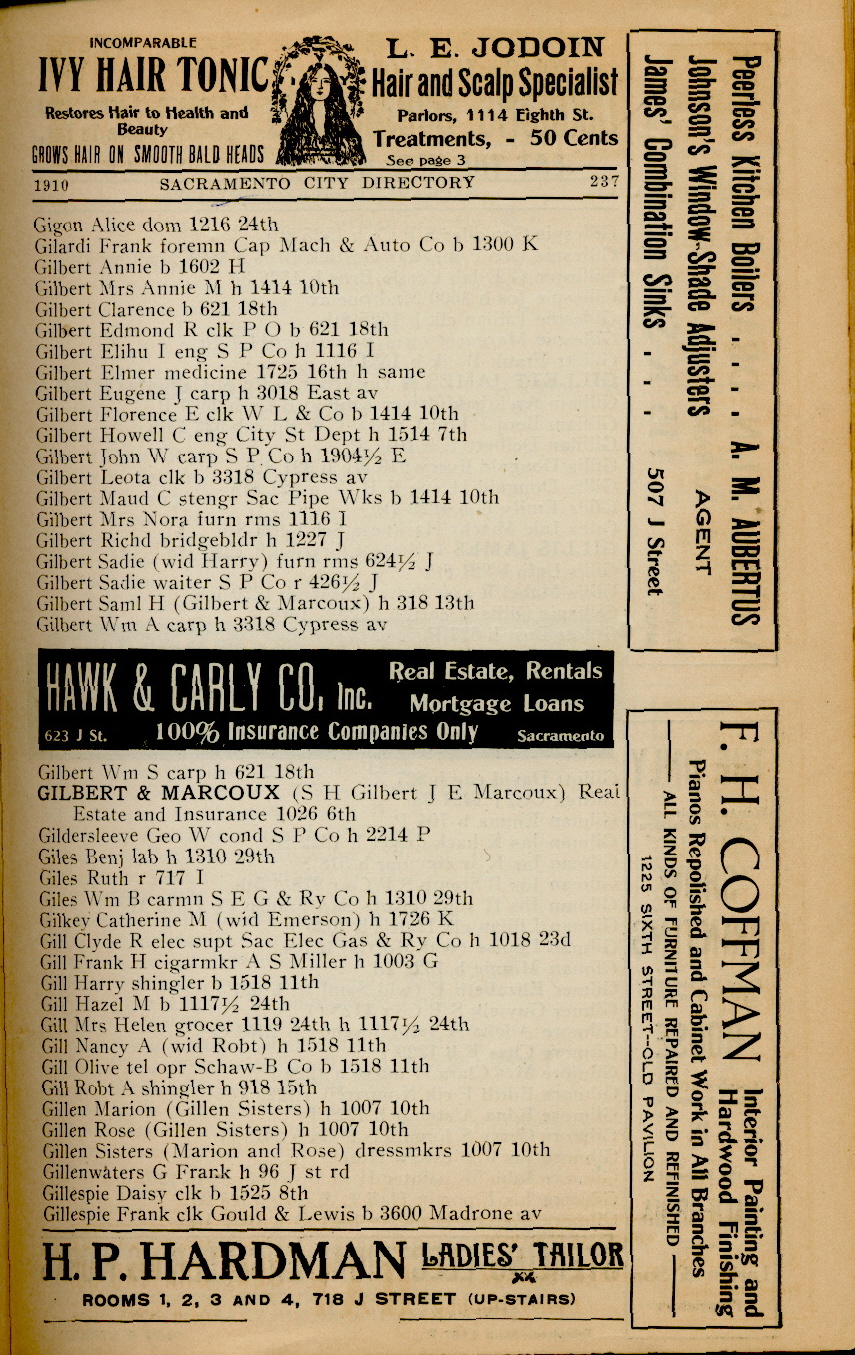 INCOMPARABLE
IVY HAIR TONIC
Restores Hair to Health and
Beauty
GROWS HAIR ON SMOOTH BALD HEADS
L. E. JODOIN
Hair and Scalp Specialist
Parlors, 1114 Eighth St.
Treatments, - 50 Cents
See page 3
1910 SACRAMENTO CITY DIRECTORY 237
Gigon Alice dom 1216 24th
Gilardi Frank foremn Cap Mach & Auto Co b 1300 K
Gilbert Annie b 1602 H
Gilbert Mrs Annie M h 1414 10th
Gilbert Clarence b 621 18th
Gilbert Edmond R clk P O b 621 18th
Gilbert Elihu I eng S P Co h 1116 I
Gilbert Elmer medicine 1725 16th h same
Gilbert Eugene J carp h 3018 East av
Gilbert Florence E clk W L & Co b 1414 10th
Gilbert Howell C eng City St Dept h 1514 7th
Gilbert John W carp S P Co h 1904½ E
Gilbert Leota clk b 3318 Cypress av
Gilbert Maud C stengr Sac Pipe Wks b 1414 10th
Gilbert Mrs Nora furn rms 1116 I
Gilbert Richd bridgebldr h 1227 J
Gilbert Sadie (wid Harry) furn rms 624½ J
Gilbert Sadie waiter S P Co r 426½ J
Gilbert Saml H (Gilbert & Marcoux) h 318 13th
Gilbert Wm A carp h 3318 Cypress av
HAWK & CARLY CO, Inc.
Real Estate, Rentals
Mortgage Loans
623 J St. 100% Insurance Companies Only Sacramento
Gilbert Wm S carp h 621 18th
GILBERT & MARCOUX (S H Gilbert J E Marcoux) Real
Estate and Insurance 1026 6th
Gildersleeve Geo W cond S P Co h 2214 P
Giles Benj lab h 1310 29th
Giles Ruth r 717 I
Giles Wm B carmn S E G & Ry Co h 1310 29th
Gilkey Catherine M (wid Emerson) h 1726 K
Gill Clyde R elec supt Sac Elec Gas & Ry Co h 1018 23d
Gill Frank H cigarmkr A S Miller h 1003 G
Gill Harry shingler b 1518 11th
Gill Hazel M b 1117½ 24th
Gill Mrs Helen grocer 1119 24th h 1117½ 24th
Gill Nancy A (wid Robt) h 1518 11th
Gill Olive tel opr Schaw-B Co b 1518 11th
Gill Robt A shingler h 918 15th
Gillen Marion (Gillen Sisters) h 1007 10th
Gillen Rose (Gillen Sisters) h 1007 10th
Gillen Sisters (Marion and Rose) dressmkrs 1007 10th
Gillenwaters G Frank h 96 J st rd
Gillespie Daisy clk b 1525 8th
Gillespie Frank clk Gould & Lewis b 3600 Madrone av
H. P. HARDMAN LADIES' TAILOR
ROOMS 1, 2, 3 AND 4, 718 J STREET (UP-STAIRS)
Peerless Kitchen Boilers . . . . A. M. AUBERTUS
Johnson's Window-Shade Adjusters AGENT
James' Combination Sinks - - - 507 J Street
F. H. COFFMAN Interior Painting and
Hardwood Finishing
Pianos Repolished and Cabinet Work in All Branches
ALL KINDS OF FURNITURE REPAIRED AND REFINISHED
1225 SIXTH STREET--OLD PAVILION